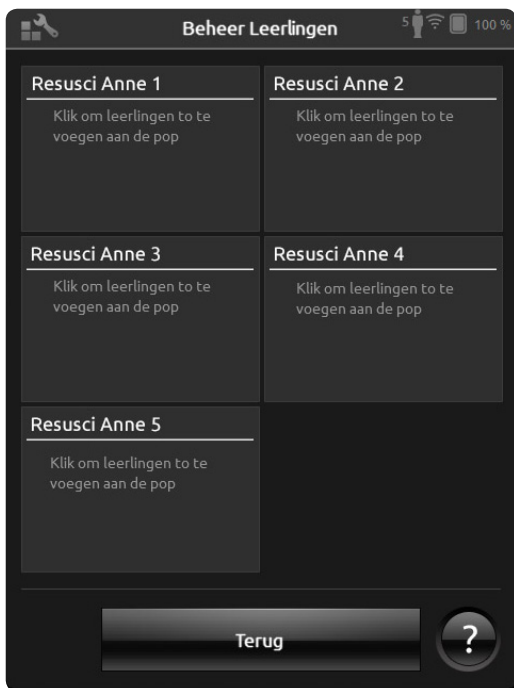 Beheer Leerlingen
5 100 %
Resusci Anne 1
Klik om leerlingen to te
voegen aan de pop
Resusci Anne 2
Klik om leerlingen to te
voegen aan de pop
Resusci Anne 3
Klik om leerlingen to te
voegen aan de pop
Resusci Anne 4
Klik om leerlingen to te
voegen aan de pop
Resusci Anne 5
Klik om leerlingen to te
voegen aan de pop
Terug
?